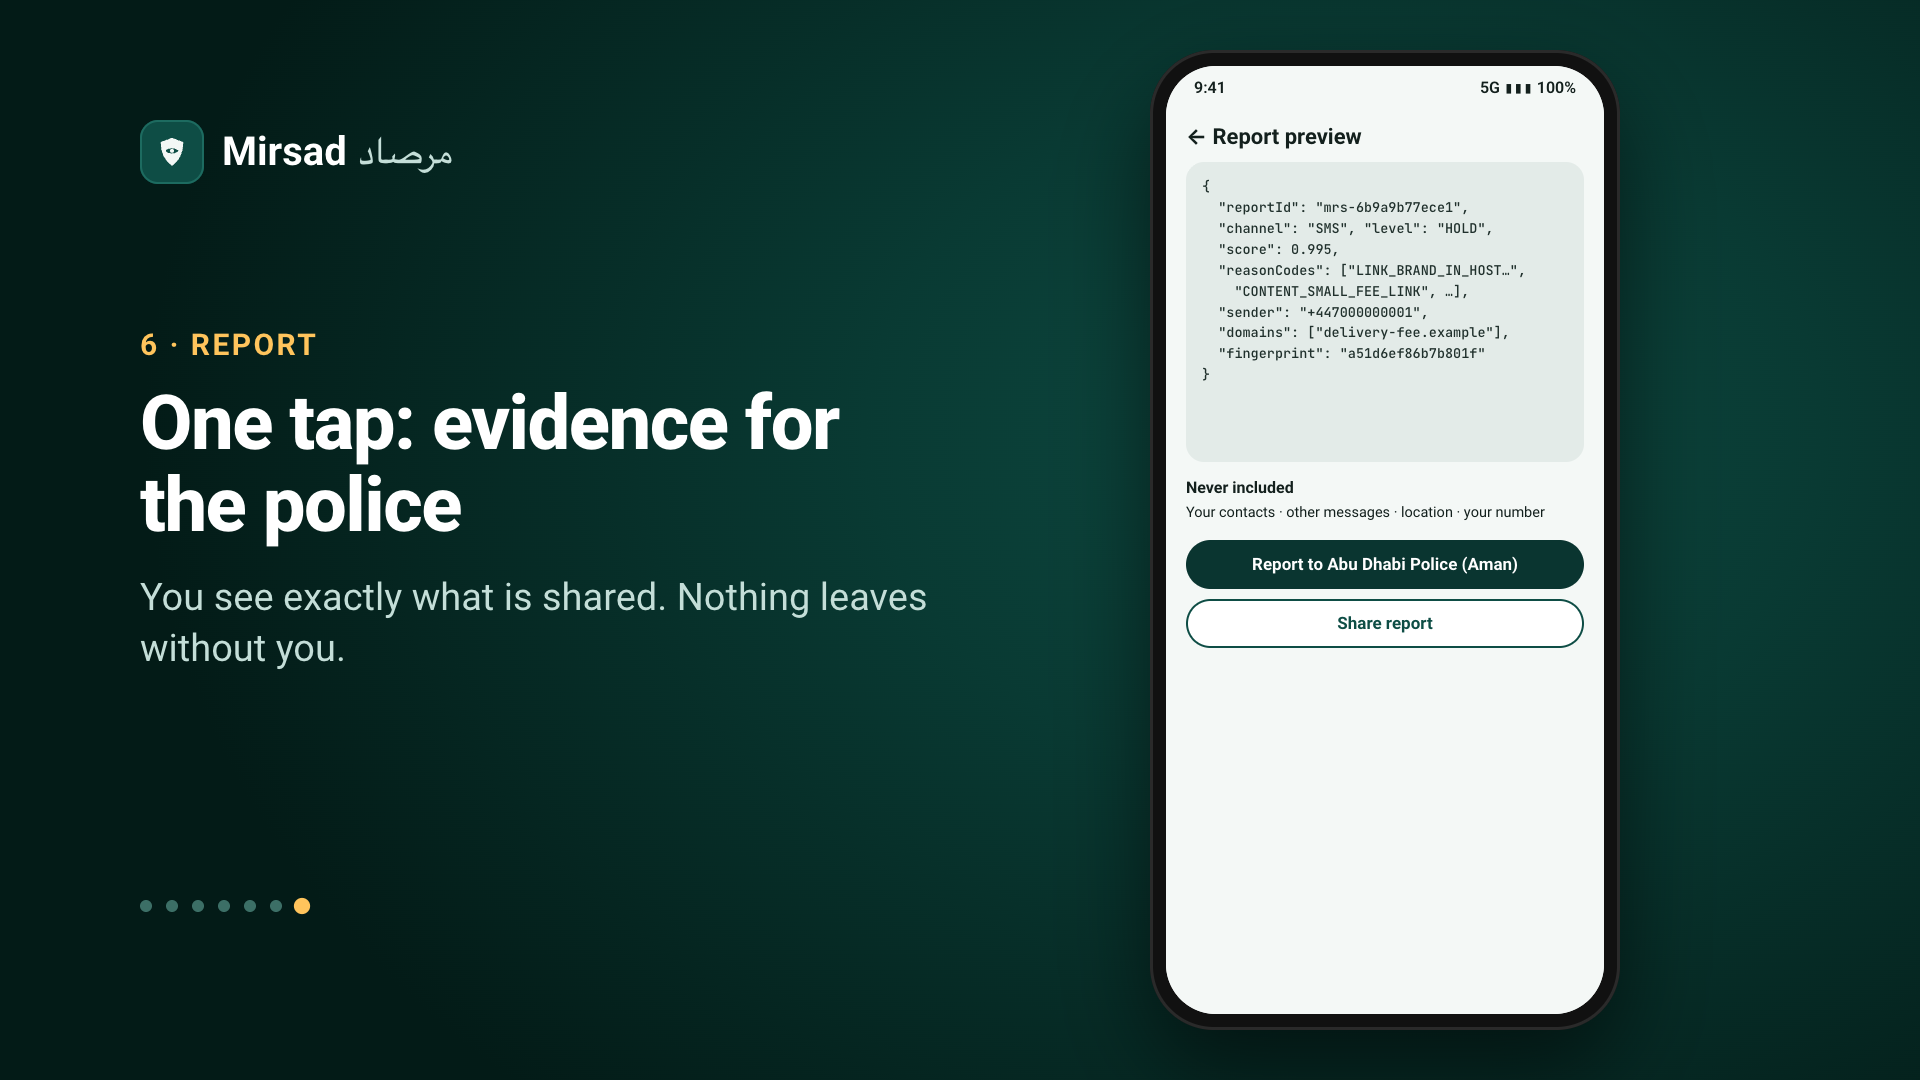 Mirsad مرصاد
6 · REPORT
One tap: evidence for
the police
You see exactly what is shared. Nothing leaves
without you.
9:41 5G 100%
← Report preview
{
"reportId": "mrs-6b9a9b77ece1",
"channel": "SMS", "level": "HOLD",
"score": 0.995,
"reasonCodes": ["LINK_BRAND_IN_HOST…",
"CONTENT_SMALL_FEE_LINK", …],
"sender": "+447000000001",
"domains": ["delivery-fee.example"],
"fingerprint": "a51d6ef86b7b801f"
}
Never included
Your contacts · other messages · location · your number
Report to Abu Dhabi Police (Aman)
Share report